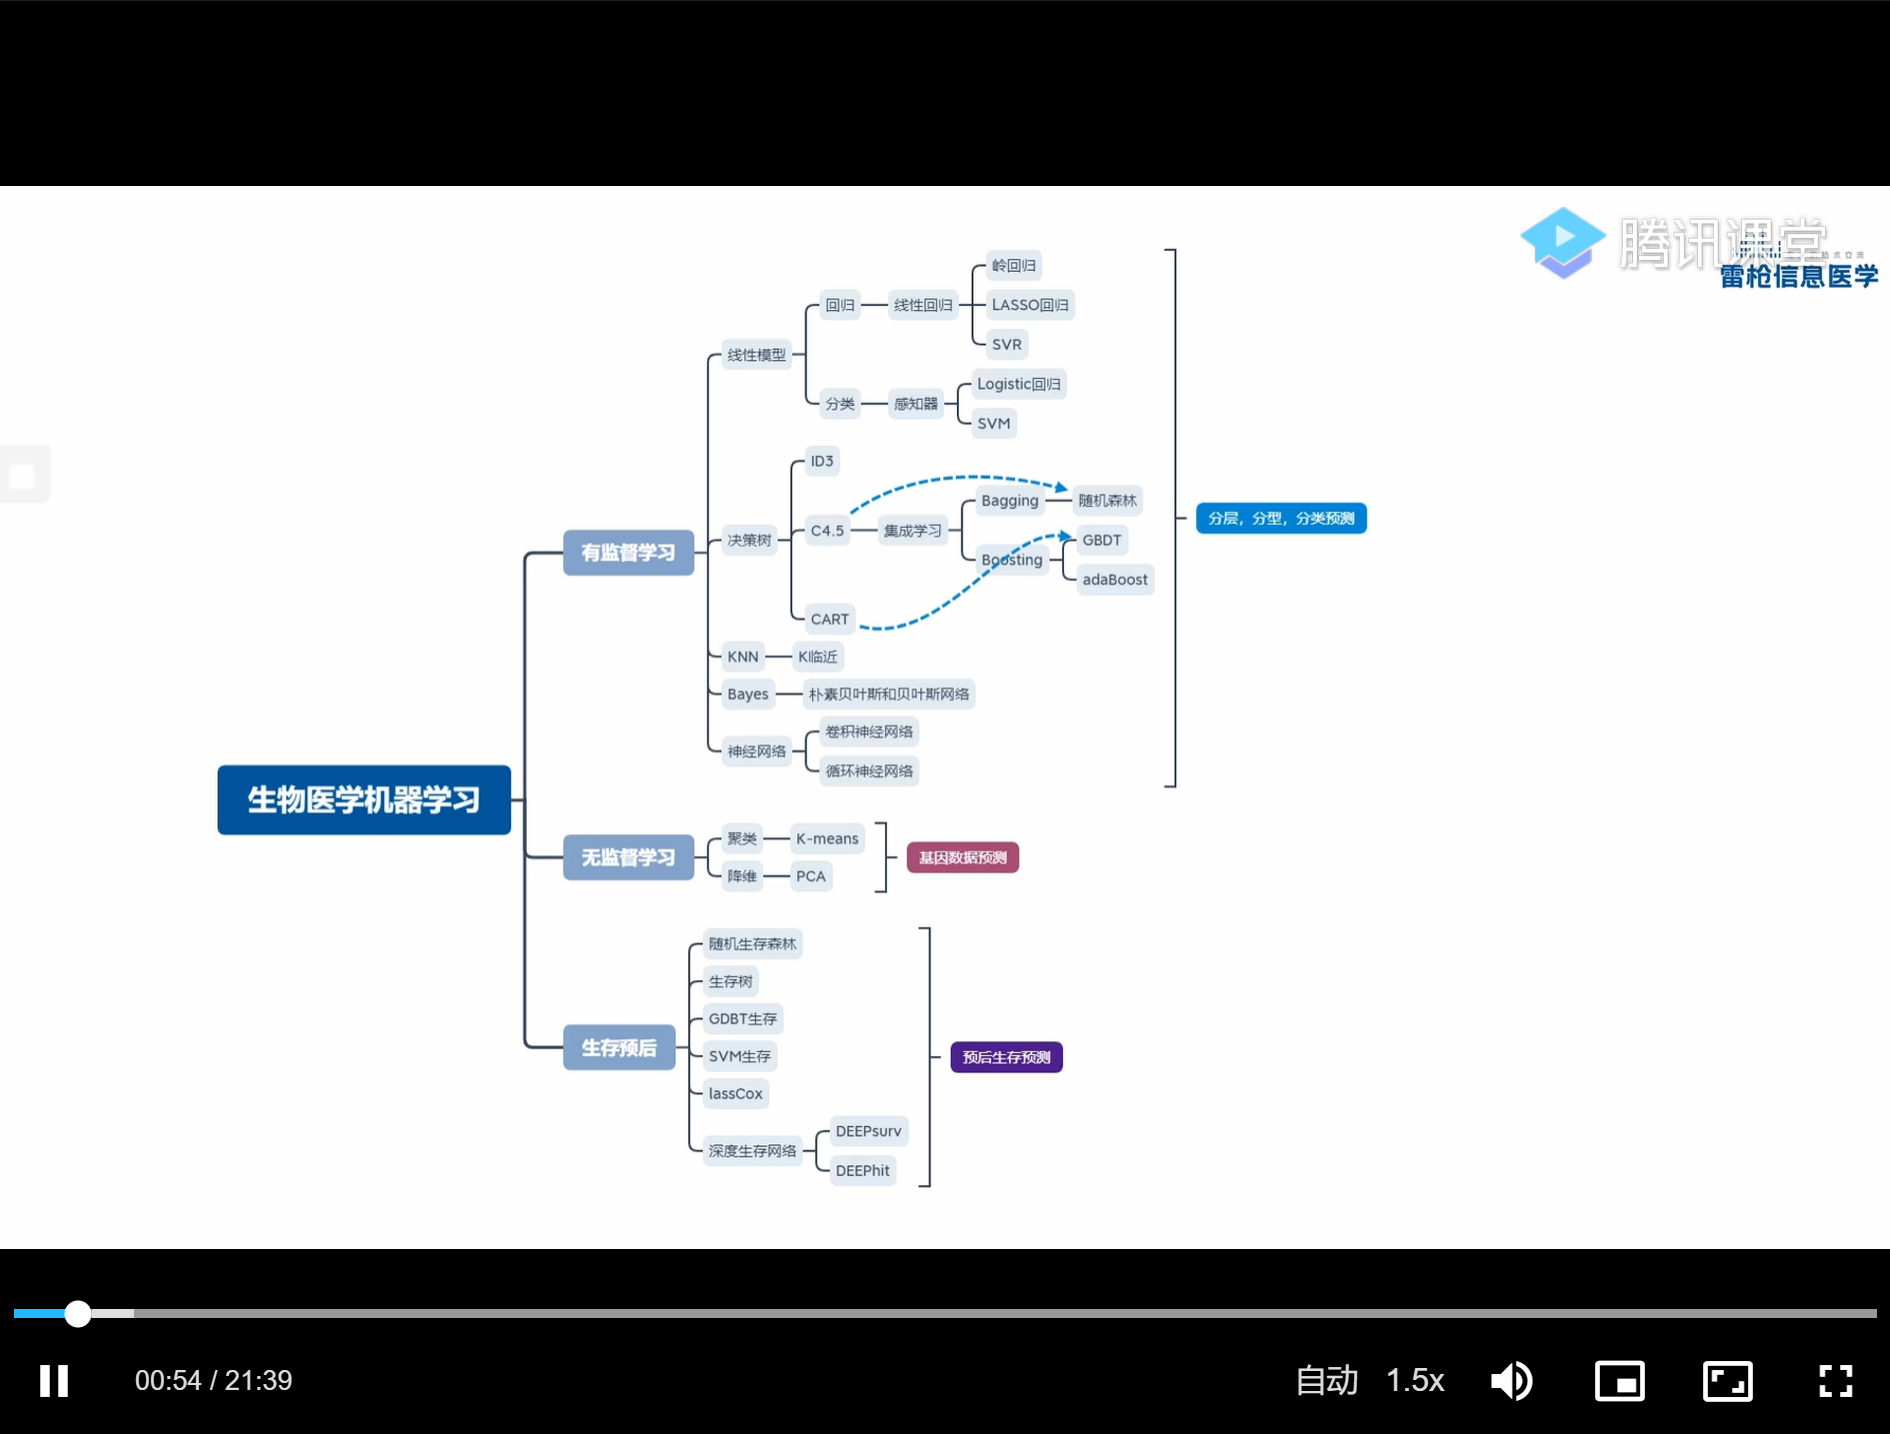 腾讯课堂
雷枪信息医学
岭回归
回归
线性回归
LASSO回归
SVR
线性模型
Logistic回归
分类
感知器
SVM
ID3
Bagging
随机森林
C4.5
集成学习
决策树
GBDT
Boosting
adaBoost
CART
分层，分型，分类预测
有监督学习
KNN
K临近
Bayes
朴素贝叶斯和贝叶斯网络
卷积神经网络
神经网络
循环神经网络
生物医学机器学习
聚类
K-means
无监督学习
基因数据预测
降维
PCA
随机生存森林
生存树
GDBT生存
生存预后
SVM生存
预后生存预测
lassCox
DEEPsurv
深度生存网络
DEEPhit
00:54 / 21:39
自动
1.5x